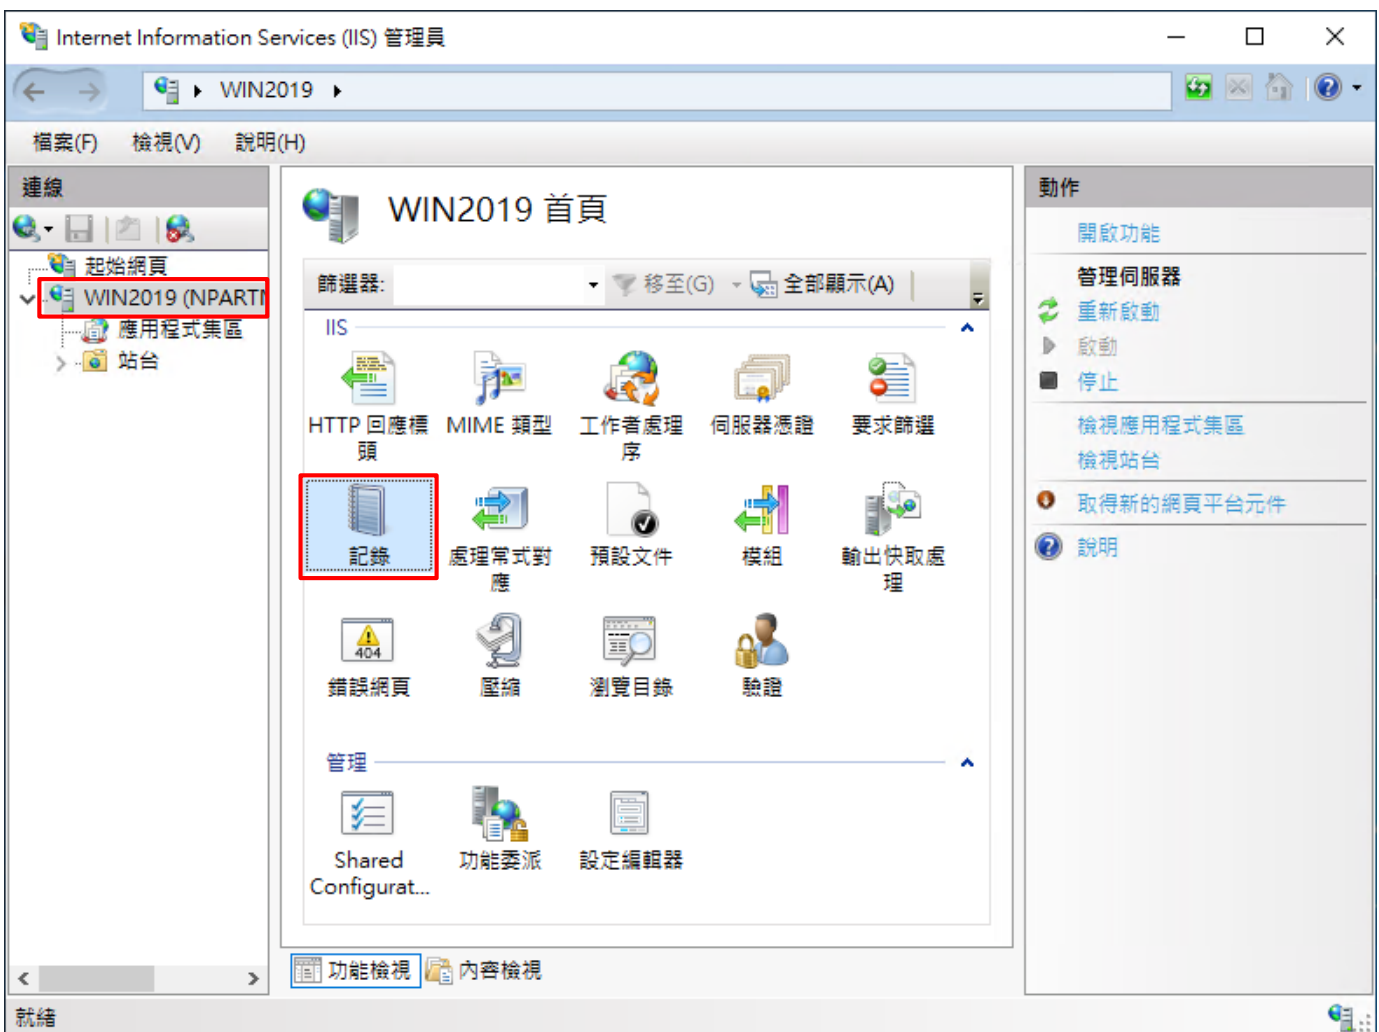 Internet Information Services (IIS) 管理員
WIN2019
檔案(F) 檢視(V) 說明(H)
連線
起始網頁
WIN2019 (NPARTN
應用程式集區
站台
WIN2019 首頁
篩選器: 移至(G) 全部顯示(A)
IIS
HTTP 回應標頭
MIME 類型
工作者處理序
伺服器憑證
要求篩選
記錄
處理常式對應
預設文件
模組
輸出快取處理
404
錯誤網頁
壓縮
瀏覽目錄
驗證
管理
Shared Configurat...
功能委派
設定編輯器
功能檢視 內容檢視
動作
開啟功能
管理伺服器
重新啟動
啟動
停止
檢視應用程式集區
檢視站台
取得新的網頁平台元件
說明
就緒